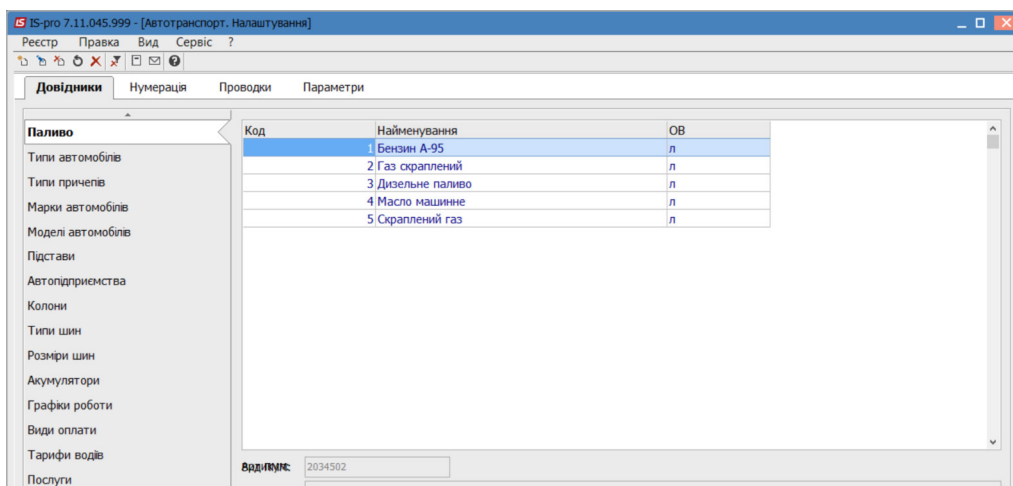 IS-pro 7.11.045.999 - [Автотранспорт. Налаштування]
Реєстр Правка Вид Сервіс ?
Довідники Нумерація Проводки Параметри
Паливо
Типи автомобілів
Типи причепів
Марки автомобілів
Моделі автомобілів
Підстави
Автопідприємства
Колони
Типи шин
Розміри шин
Акумулятори
Графіки роботи
Види оплати
Тарифи водіїв
Послуги
Код Найменування ОВ
1 Бензин А-95 л
2 Газ скраплений л
3 Дизельне паливо л
4 Масло машинне л
5 Скраплений газ л
2034502